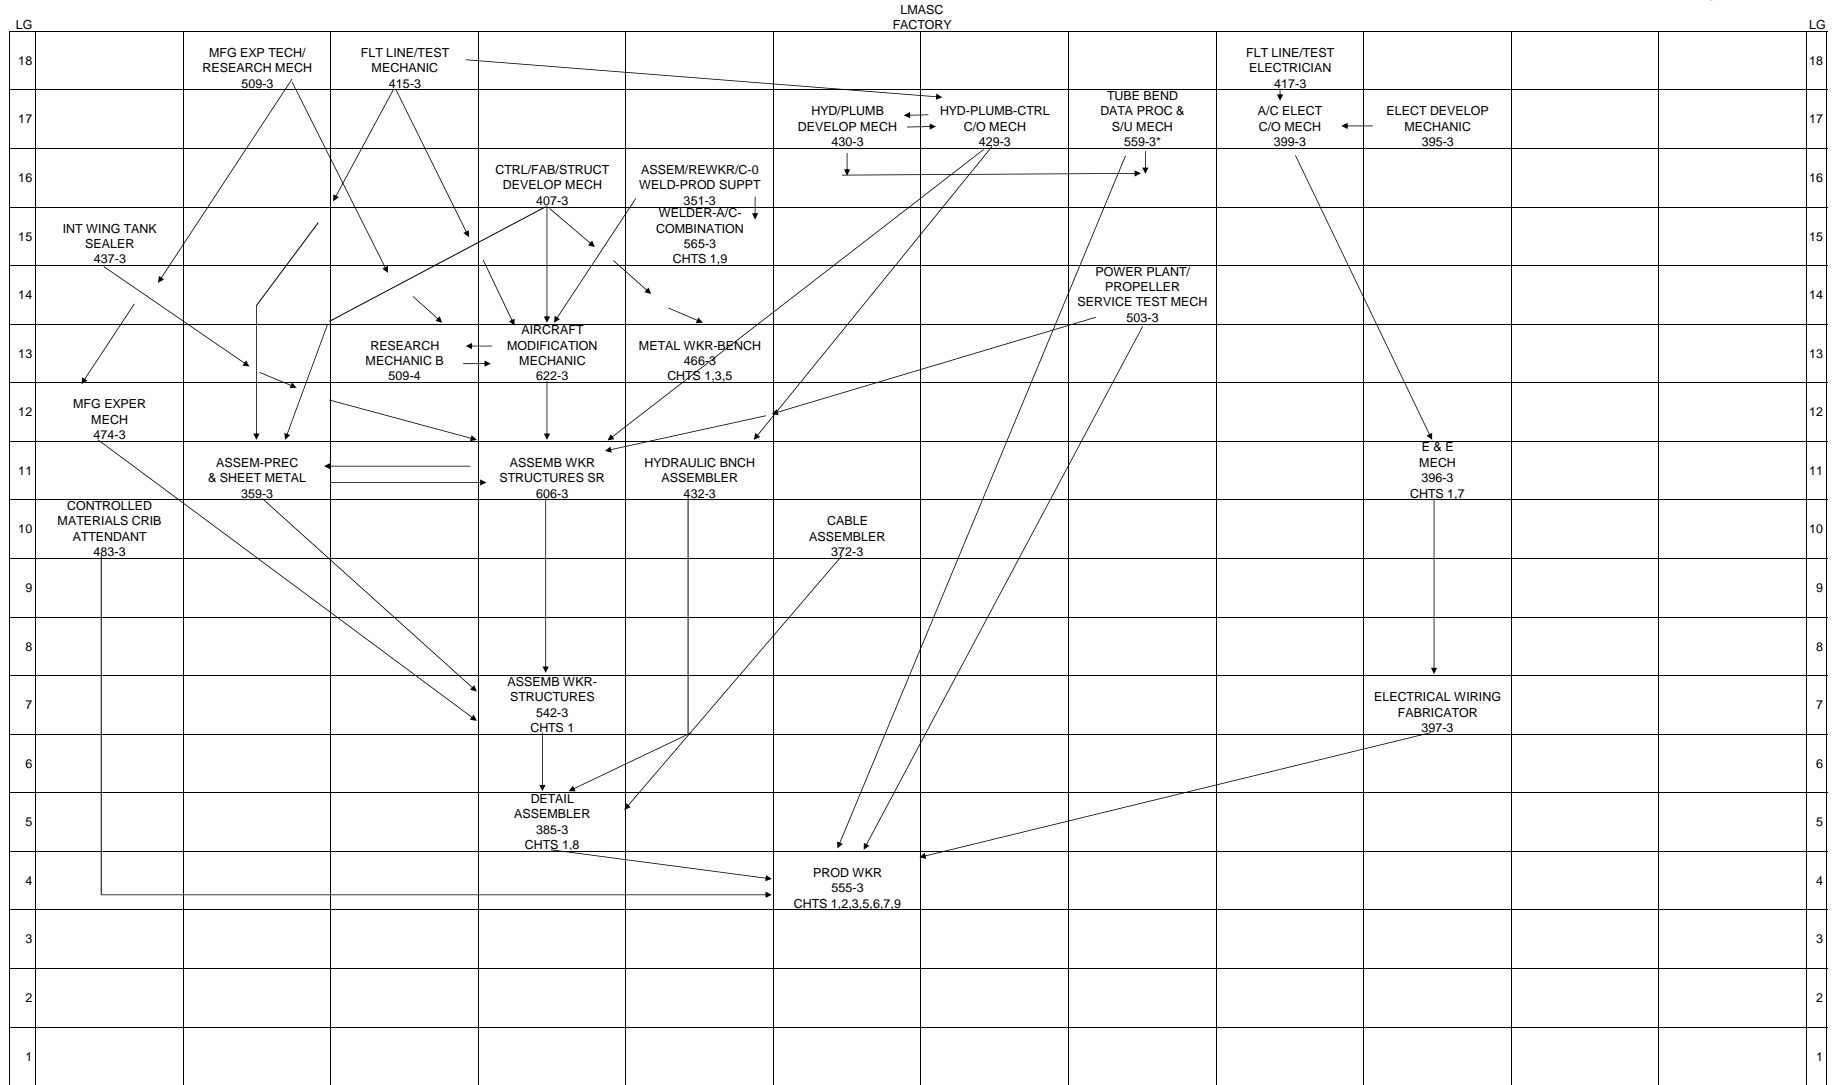 LMASC
FACTORY
LG
LG
18
MFG EXP TECH/
RESEARCH MECH
509-3
FLT LINE/TEST
MECHANIC
415-3
FLT LINE/TEST
ELECTRICIAN
417-3
18
17
HYD/PLUMB
DEVELOP MECH
430-3
HYD-PLUMB-CTRL
C/O MECH
429-3
TUBE BEND
DATA PROC &
S/U MECH
559-3*
A/C ELECT
C/O MECH
399-3
ELECT DEVELOP
MECHANIC
395-3
17
16
CTRL/FAB/STRUCT
DEVELOP MECH
407-3
ASSEM/REWKR/C-0
WELD-PROD SUPPT
351-3
16
15
INT WING TANK
SEALER
437-3
WELDER-A/C-
COMBINATION
565-3
CHTS 1,9
15
14
POWER PLANT/
PROPELLER
SERVICE TEST MECH
503-3
14
13
RESEARCH
MECHANIC B
509-4
AIRCRAFT
MODIFICATION
MECHANIC
622-3
METAL WKR-BENCH
466-3
CHTS 1,3,5
13
12
MFG EXPER
MECH
474-3
12
11
ASSEM-PREC
& SHEET METAL
359-3
ASSEMB WKR
STRUCTURES SR
606-3
HYDRAULIC BNCH
ASSEMBLER
432-3
E & E
MECH
396-3
CHTS 1,7
11
10
CONTROLLED
MATERIALS CRIB
ATTENDANT
483-3
CABLE
ASSEMBLER
372-3
10
9
9
8
8
7
ASSEMB WKR-
STRUCTURES
542-3
CHTS 1
ELECTRICAL WIRING
FABRICATOR
397-3
7
6
6
5
DETAIL
ASSEMBLER
385-3
CHTS 1,8
5
4
PROD WKR
555-3
CHTS 1,2,3,5,6,7,9
4
3
3
2
2
1
1